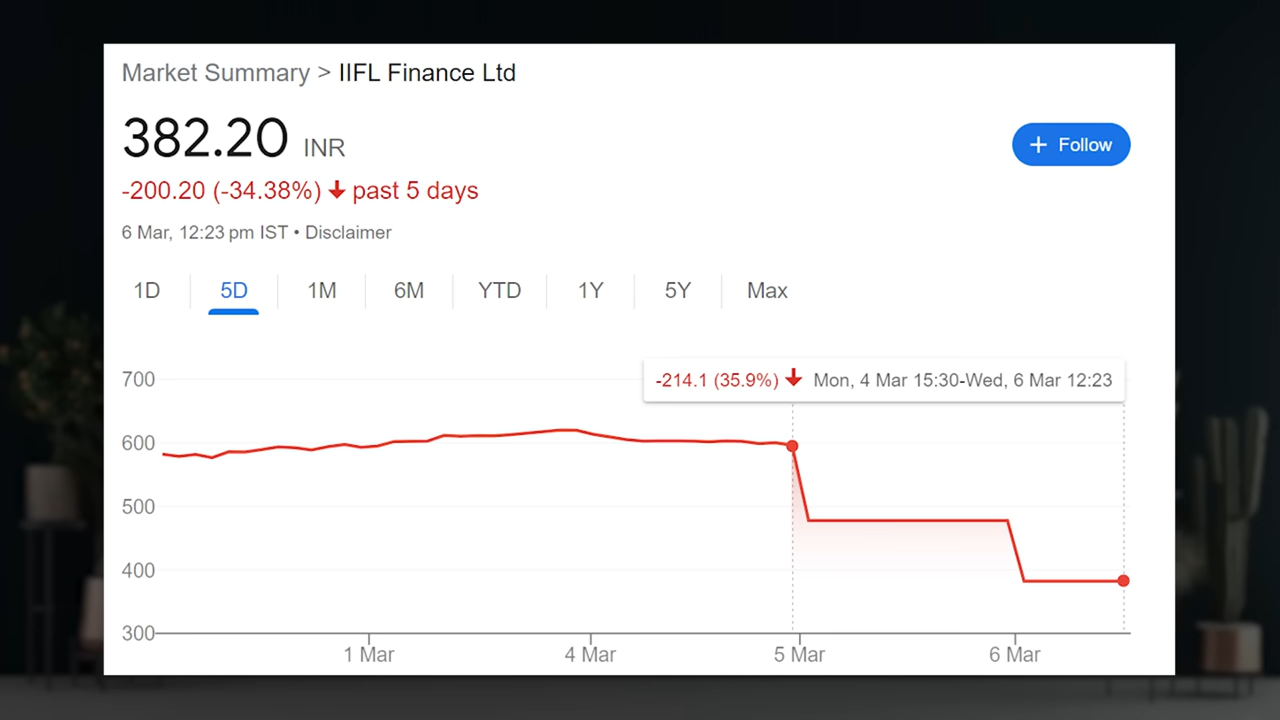 Market Summary > IIFL Finance Ltd
382.20 INR
+ Follow
-200.20 (-34.38%) ↓ past 5 days
6 Mar, 12:23 pm IST • Disclaimer
1D 5D 1M 6M YTD 1Y 5Y Max
-214.1 (35.9%) ↓ Mon, 4 Mar 15:30-Wed, 6 Mar 12:23
700
600
500
400
300
1 Mar 4 Mar 5 Mar 6 Mar